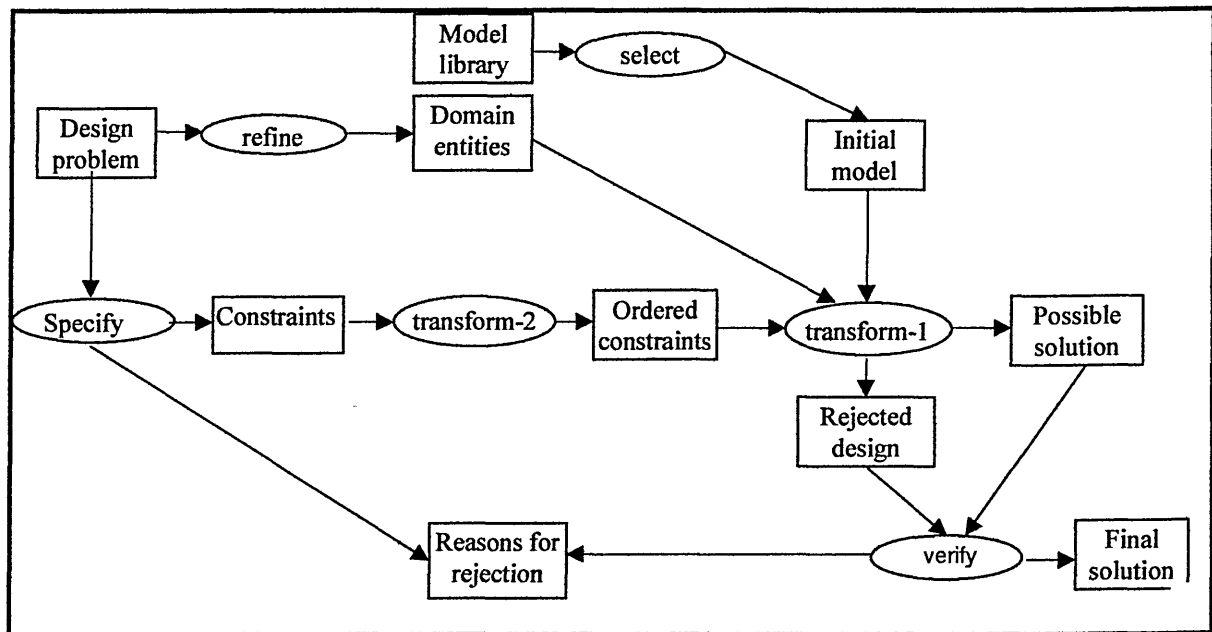 Model
library
select
Design
problem
refine
Domain
entities
Initial
model
Specify
Constraints
transform-2
Ordered
constraints
transform-1
Possible
solution
Rejected
design
Reasons for
rejection
verify
Final
solution